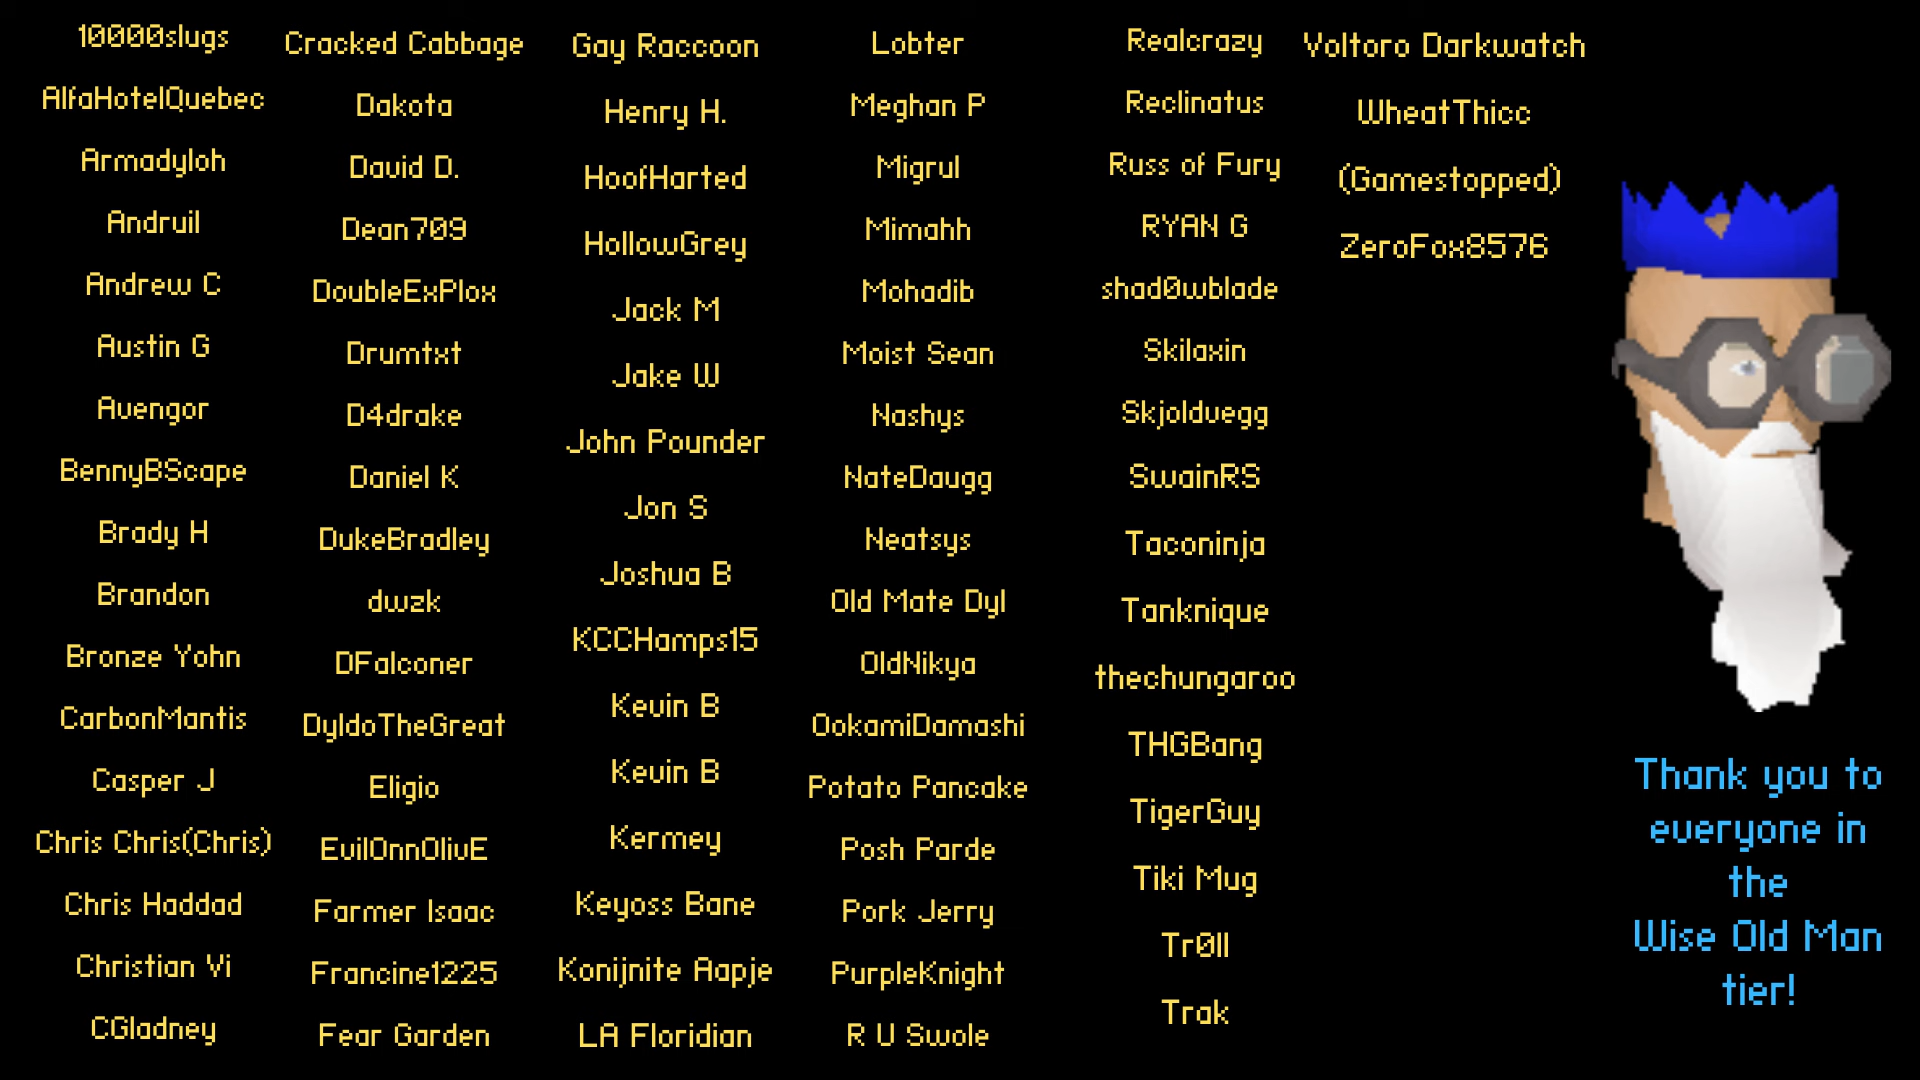 10000slugs
AlfaHotelQuebec
Armadyloh
Andruil
Andrew C
Austin G
Avengor
BennyBScape
Brady H
Brandon
Bronze Yohn
CarbonMantis
Casper J
Chris Chris(Chris)
Chris Haddad
Christian Vi
CGladney
Cracked Cabbage
Dakota
David D.
Dean709
DoubleExPlox
Drumtxt
D4drake
Daniel K
DukeBradley
dwzk
DFalconer
DyldoTheGreat
Eligio
EvilOnnOlivE
Farmer Isaac
Francine1225
Fear Garden
Gay Raccoon
Henry H.
HoofHarted
HollowGrey
Jack M
Jake W
John Pounder
Jon S
Joshua B
KCCHamps15
Kevin B
Kevin B
Kermey
Keyoss Bane
Konijnite Aapje
LA Floridian
Lobter
Meghan P
Migrul
Mimahh
Mohadib
Moist Sean
Nashys
NateDaugg
Neatsys
Old Mate Dyl
OldNikya
OokamiDamashi
Potato Pancake
Posh Parde
Pork Jerry
PurpleKnight
R U Swole
Realcrazy
Reclinatus
Russ of Fury
RYAN G
shad0wblade
Skilaxin
Skjoldvegg
SwainRS
Taconinja
Tanknique
thechungaroo
THGBang
TigerGuy
Tiki Mug
Tr0ll
Trak
Voltoro Darkwatch
WheatThicc
(Gamestopped)
ZeroFox8576
Thank you to
everyone in
the
Wise Old Man
tier!